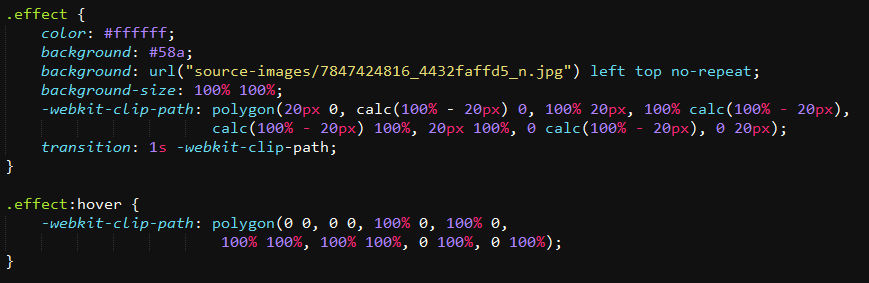 .effect {
    color: #ffffff;
    background: #58a;
    background: url("source-images/7847424816_4432faffd5_n.jpg") left top no-repeat;
    background-size: 100% 100%;
    -webkit-clip-path: polygon(20px 0, calc(100% - 20px) 0, 100% 20px, 100% calc(100% - 20px),
                        calc(100% - 20px) 100%, 20px 100%, 0 calc(100% - 20px), 0 20px);
    transition: 1s -webkit-clip-path;
}

.effect:hover {
    -webkit-clip-path: polygon(0 0, 0 0, 100% 0, 100% 0,
                         100% 100%, 100% 100%, 0 100%, 0 100%);
}